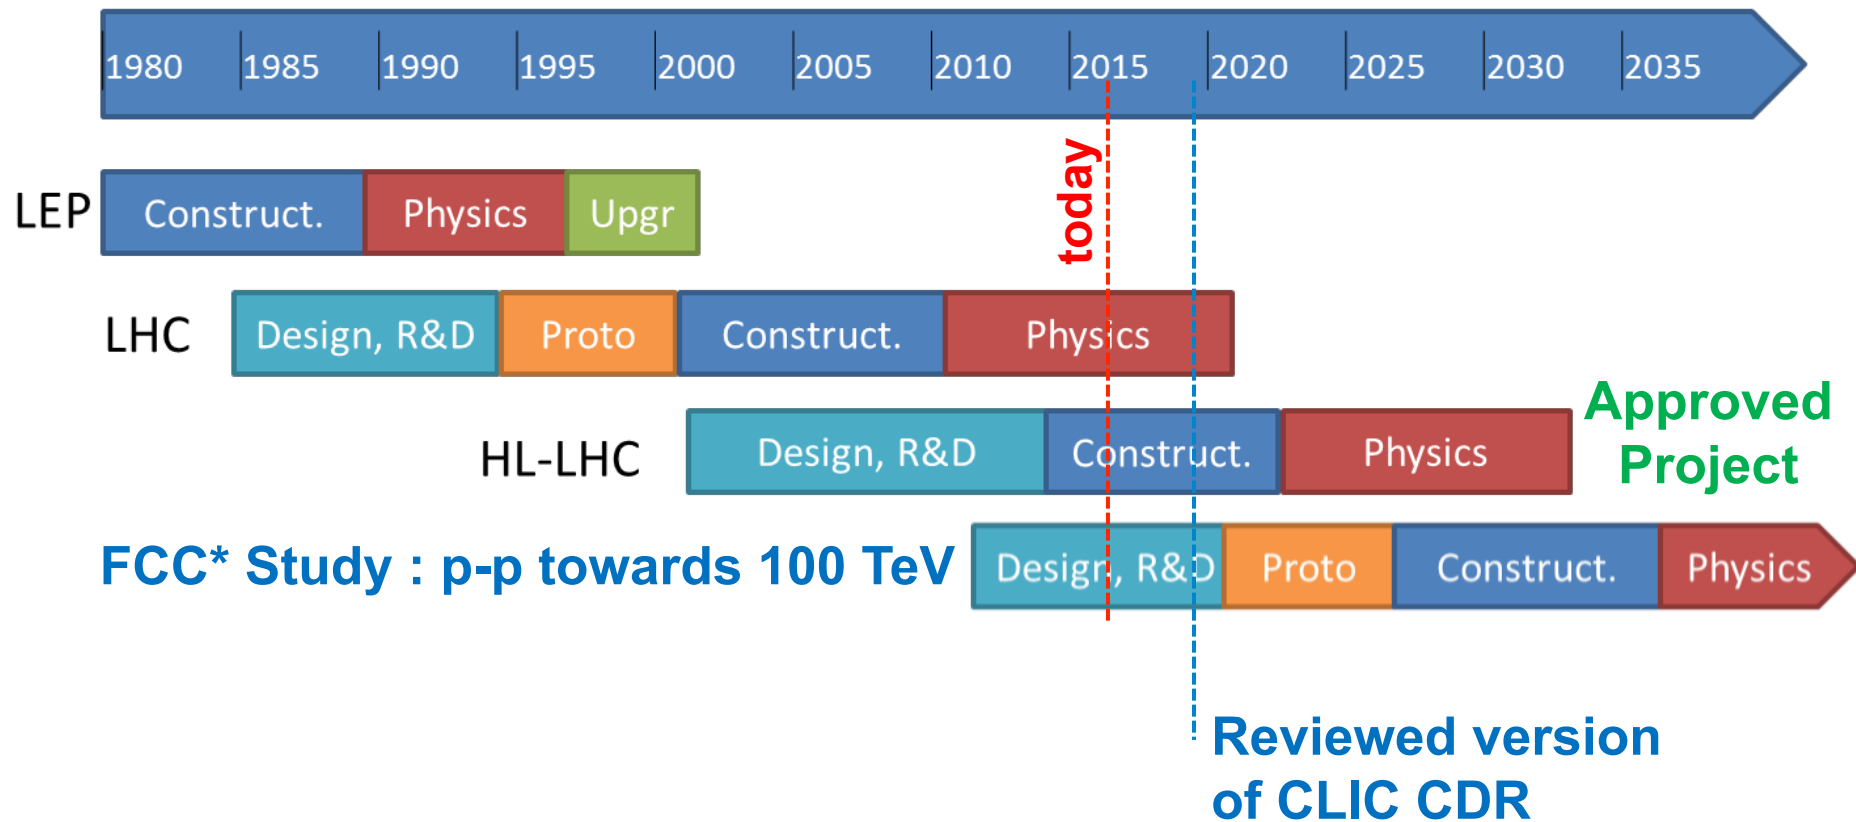 1980 1985 1990 1995 2000 2005 2010 2015 2020 2025 2030 2035
today
LEP Construct. Physics Upgr
LHC Design, R&D Proto Construct. Physics
HL-LHC Design, R&D Construct. Physics
Approved
Project
FCC* Study : p-p towards 100 TeV Design, R&D Proto Construct. Physics
Reviewed version
of CLIC CDR